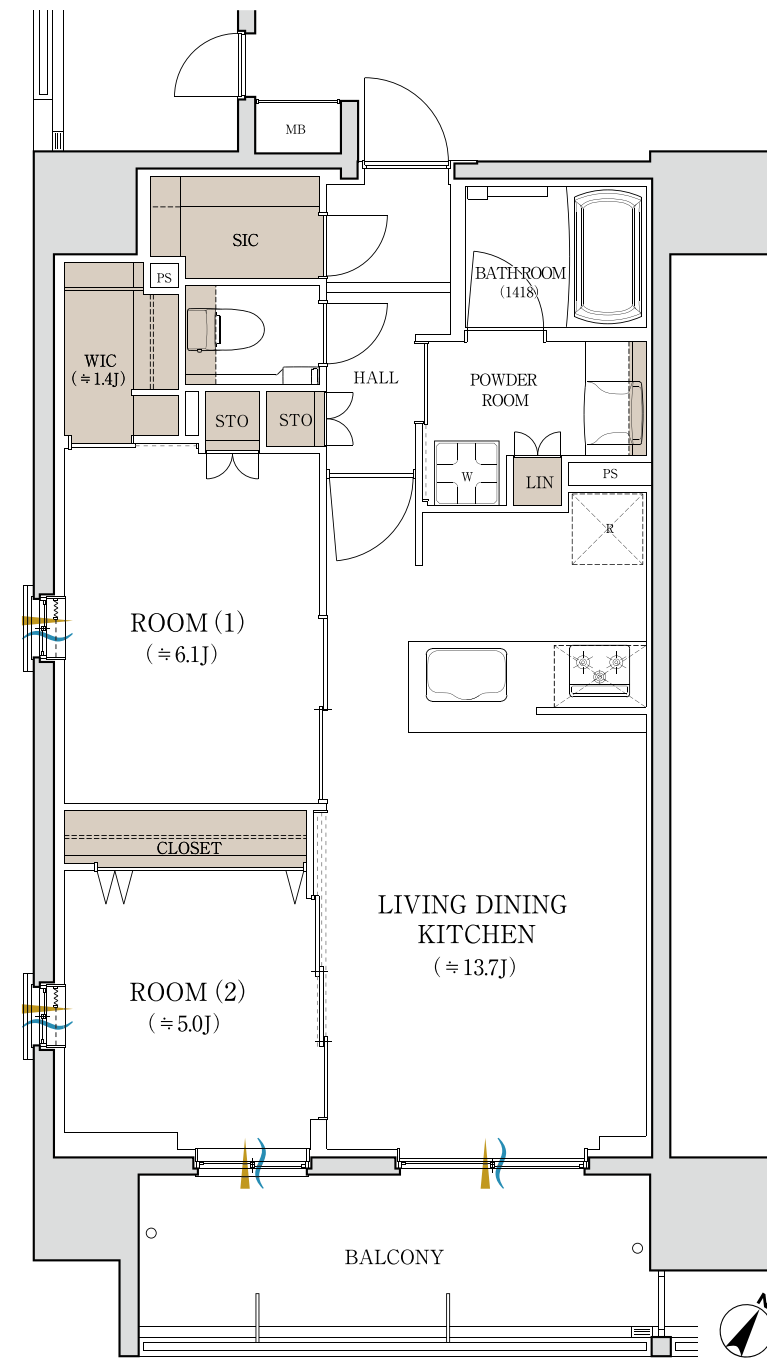 MB
SIC
BATHROOM
(1418)
PS
WIC
(≒1.4J)
HALL
POWDER
ROOM
STO
STO
W
LIN
PS
R
ROOM (1)
(≒6.1J)
CLOSET
LIVING DINING
KITCHEN
(≒13.7J)
ROOM (2)
(≒5.0J)
BALCONY
N